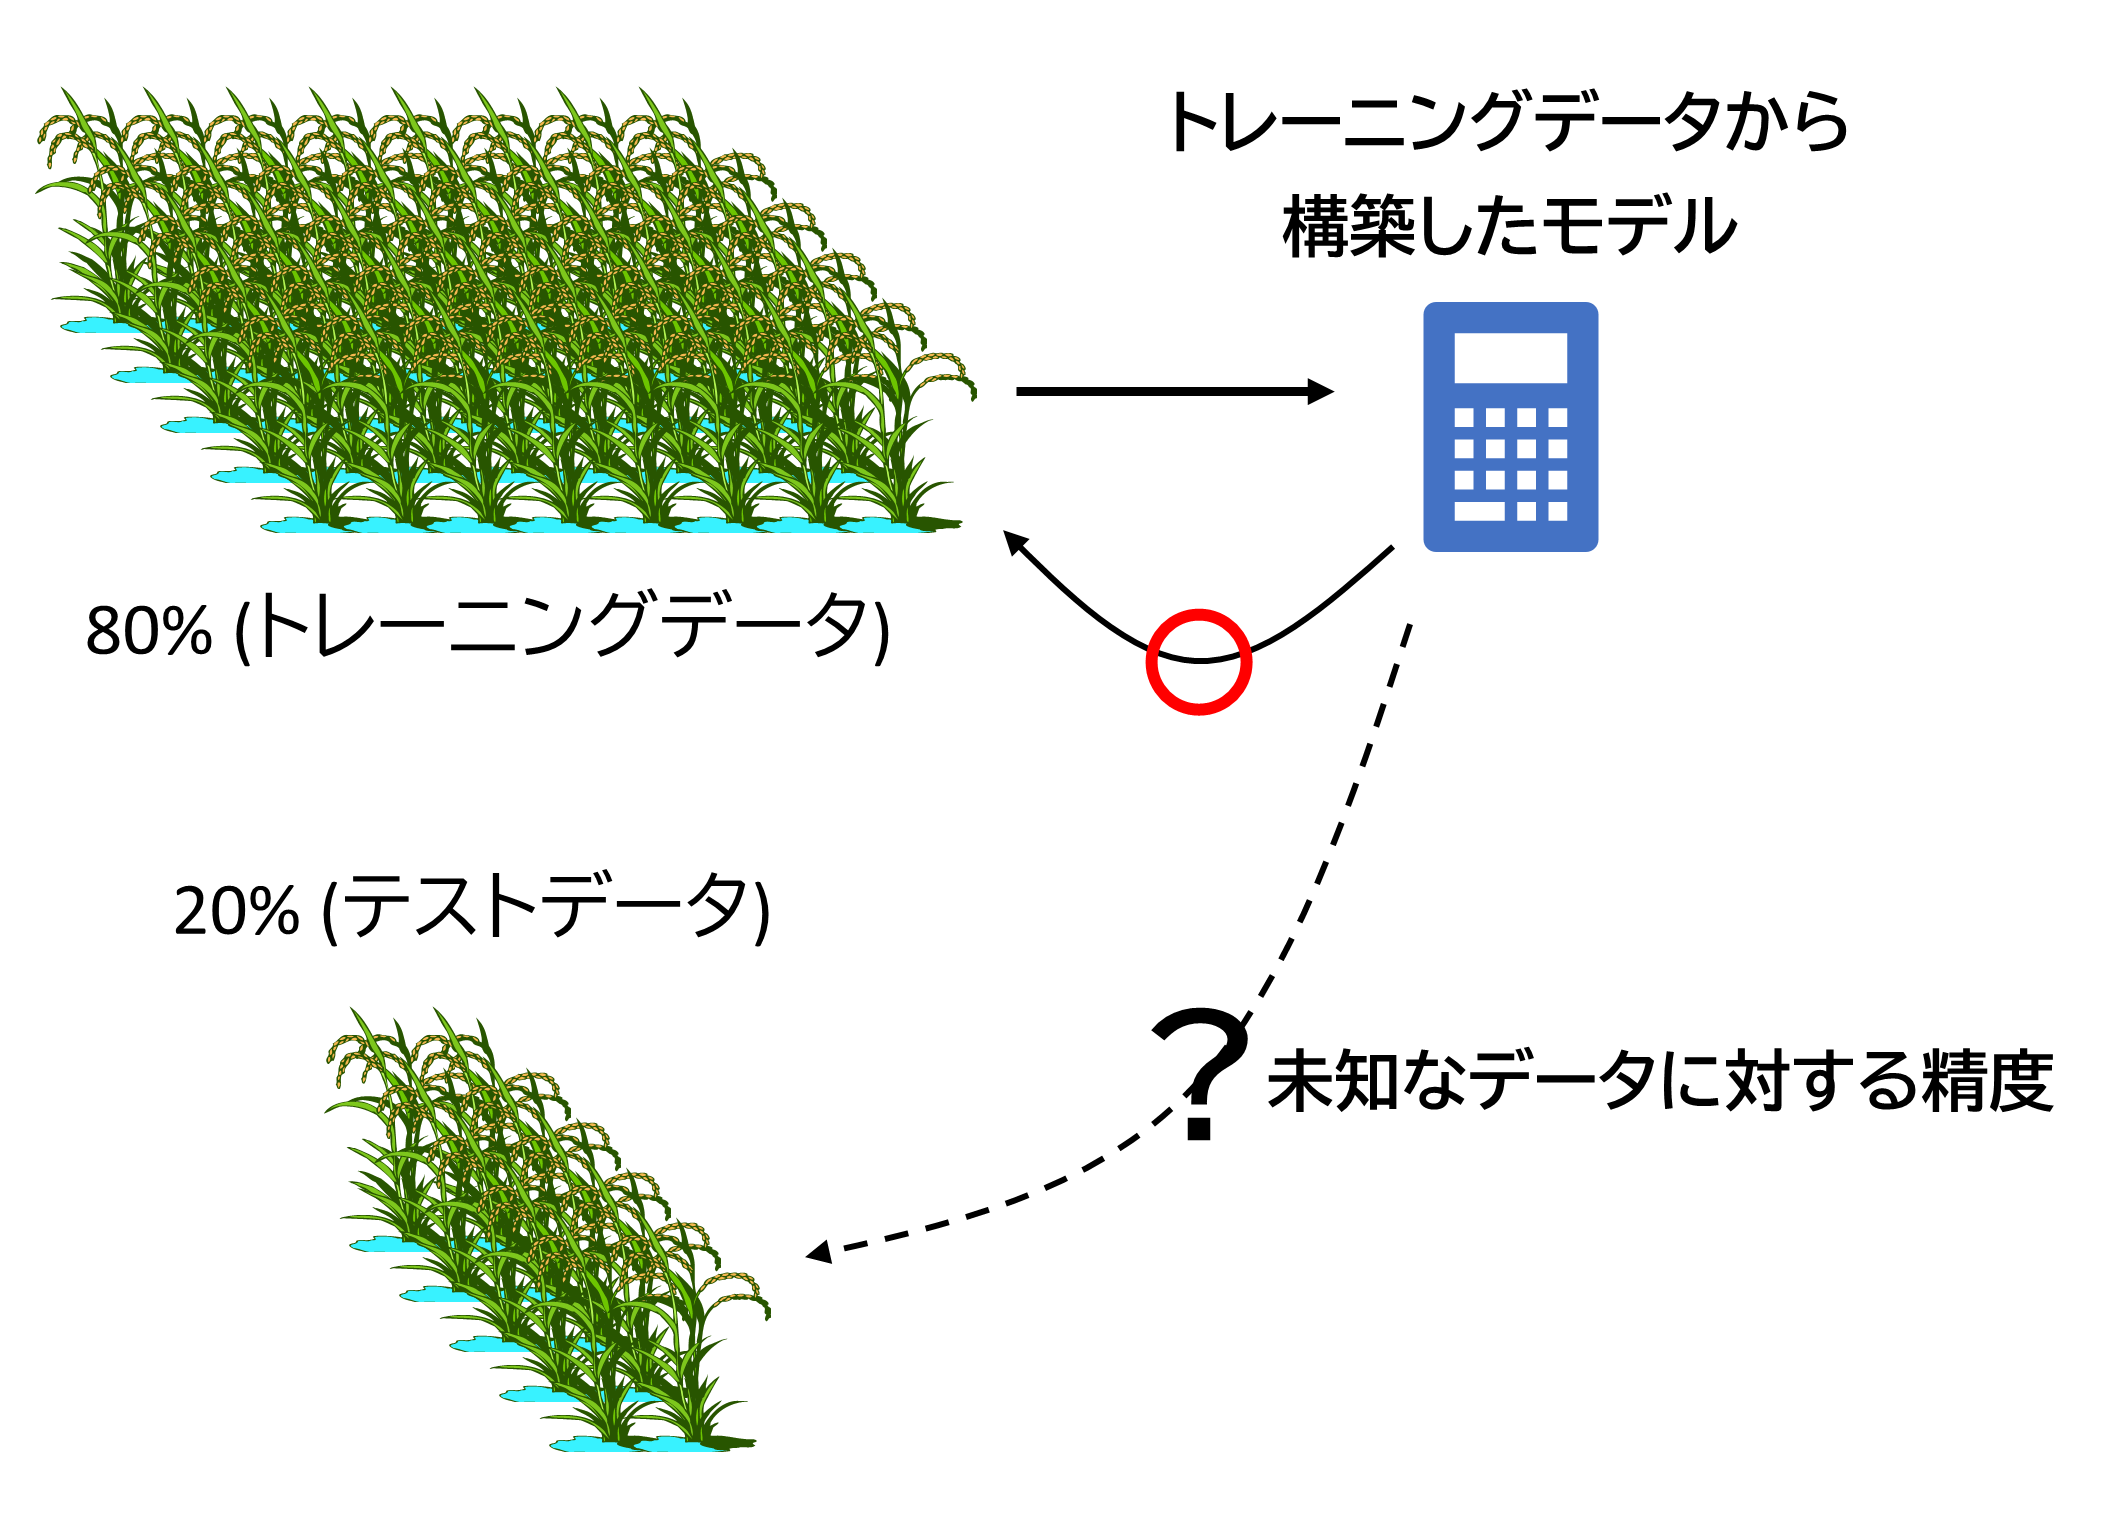 トレーニングデータから
構築したモデル
80% (トレーニングデータ)
20% (テストデータ)
?
未知なデータに対する精度